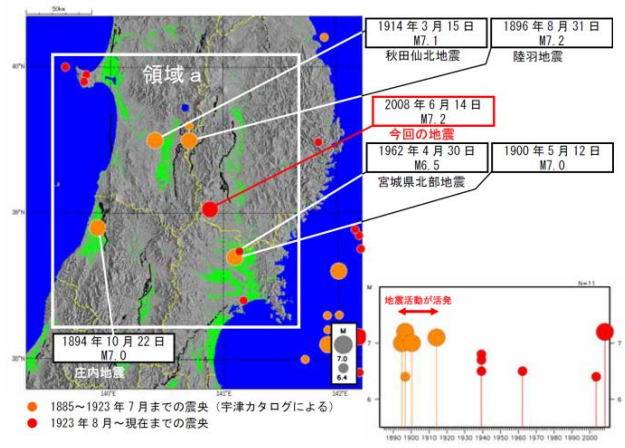 50km
1914 年 3 月 15 日
M7.1
秋田仙北地震
1896 年 8 月 31 日
M7.2
陸羽地震
40°N
領域 a
2008 年 6 月 14 日
M7.2
今回の地震
1962 年 4 月 30 日
M6.5
宮城県北部地震
1900 年 5 月 12 日
M7.0
39°N
1894 年 10 月 22 日
M7.0
庄内地震
38°N
140°E
141°E
142°E
M
7.0
6.4
M
N=11
地震活動が活発
7
7
6
6
1890 1900 1910 1920 1930 1940 1950 1960 1970 1980 1990 2000
1885～1923 年 7 月までの震央（宇津カタログによる）
1923 年 8 月～現在までの震央